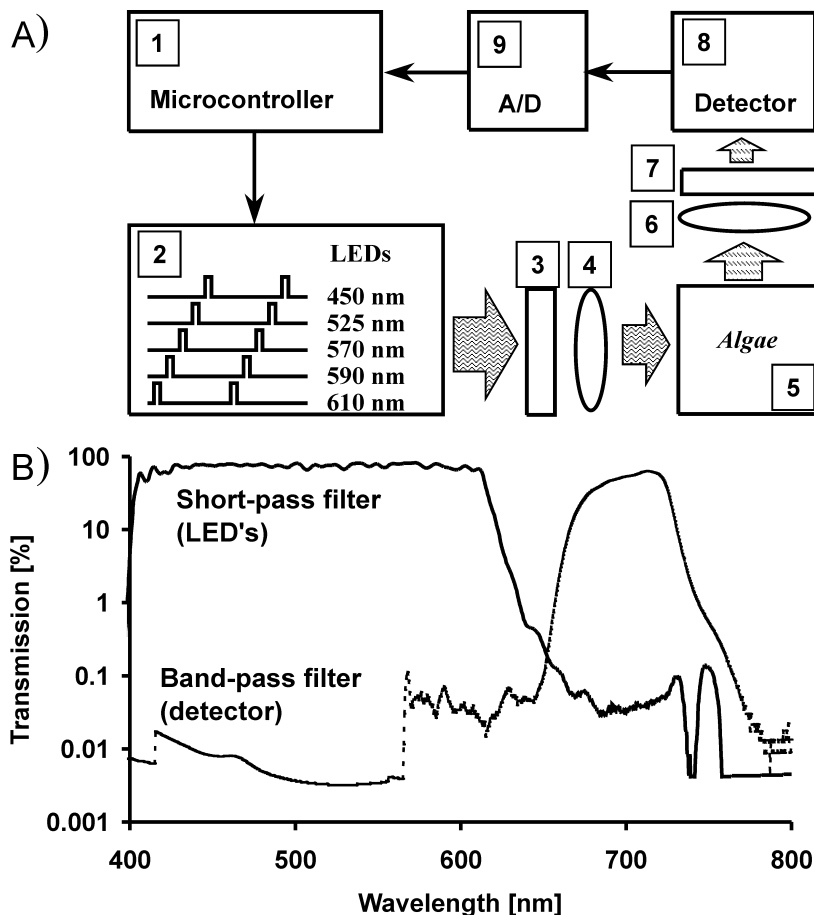 A)
1
Microcontroller
9
A/D
8
Detector
7
6
2
LEDs
450 nm
525 nm
570 nm
590 nm
610 nm
3
4
Algae
5
B)
Transmission [%]
100
10
1
0.1
0.01
0.001
Short-pass filter
(LED's)
Band-pass filter
(detector)
400
500
600
700
800
Wavelength [nm]